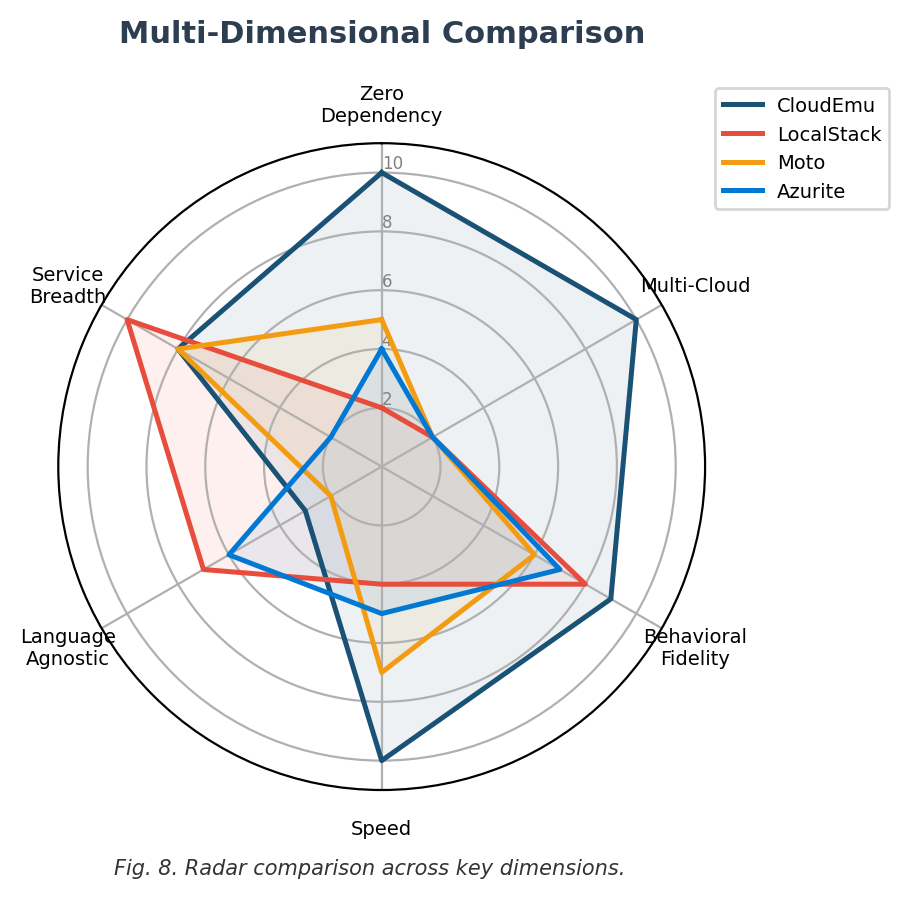 Multi-Dimensional Comparison
Zero
Dependency
CloudEmu
LocalStack
Moto
Azurite
10
8
6
4
2
Service
Breadth
Multi-Cloud
Language
Agnostic
Behavioral
Fidelity
Speed
Fig. 8. Radar comparison across key dimensions.